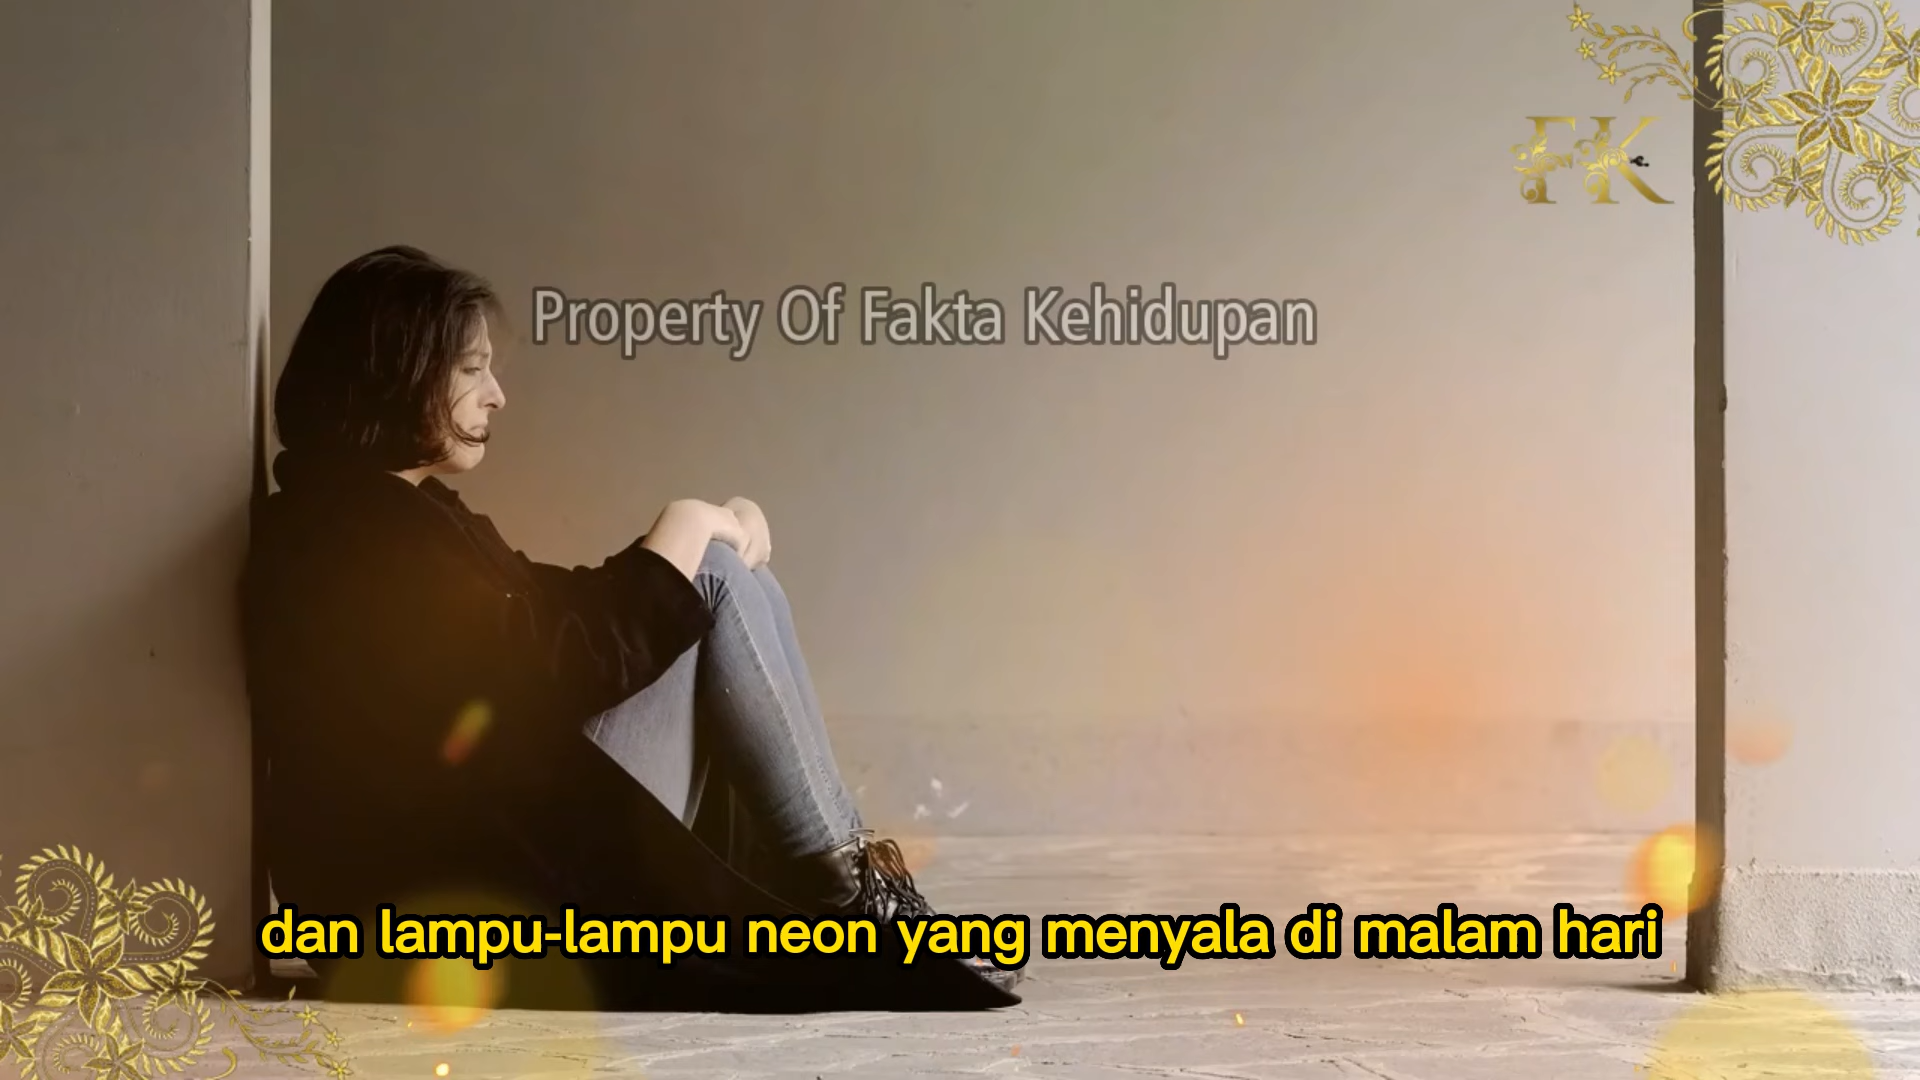 FK
Property Of Fakta Kehidupan
dan lampu-lampu neon yang menyala di malam hari